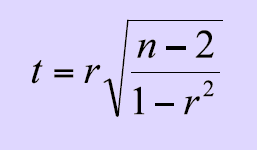 t = r√((n − 2)/(1 − r²))